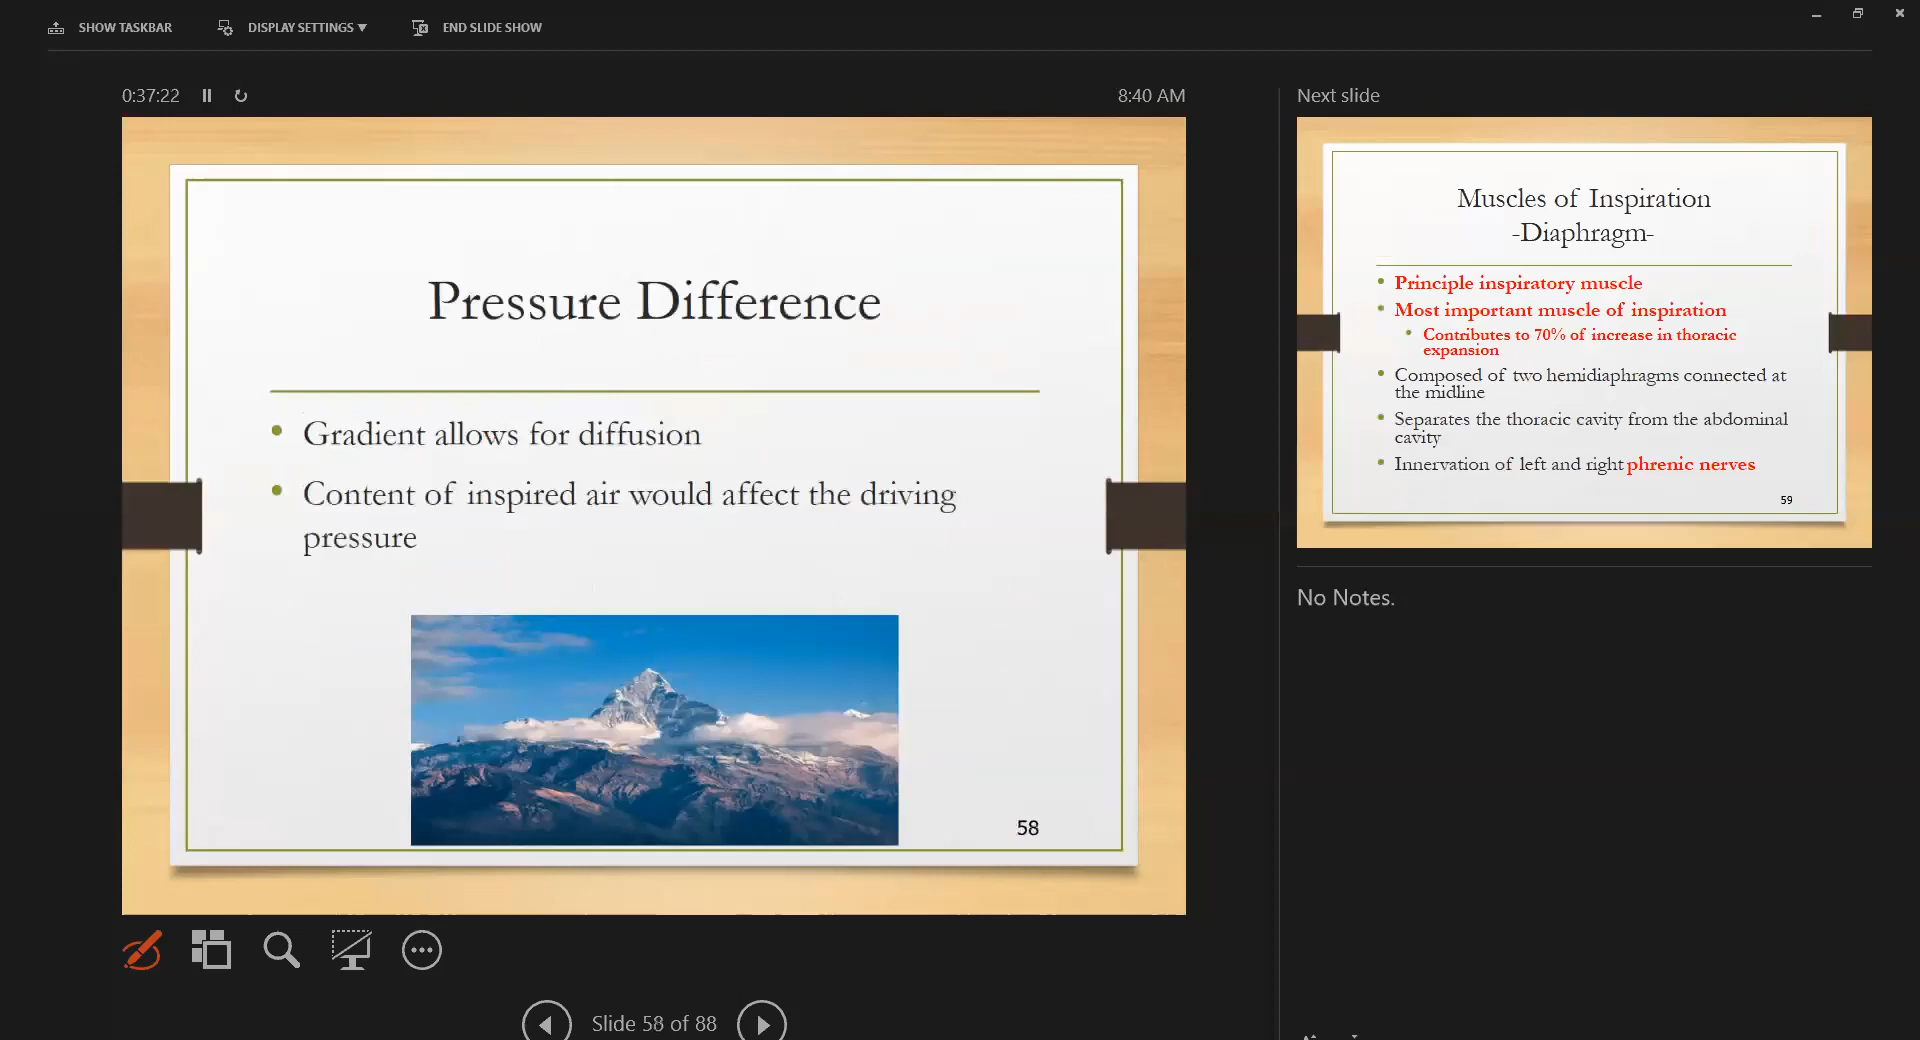 SHOW TASKBAR
DISPLAY SETTINGS
END SLIDE SHOW
0:37:22
8:40 AM
Pressure Difference
Gradient allows for diffusion
Content of inspired air would affect the driving
pressure
58
Slide 58 of 88
Next slide
Muscles of Inspiration
-Diaphragm-
Principle inspiratory muscle
Most important muscle of inspiration
Contributes to 70% of increase in thoracic
expansion
Composed of two hemidiaphragms connected at
the midline
Separates the thoracic cavity from the abdominal
cavity
Innervation of left and right phrenic nerves
59
No Notes.